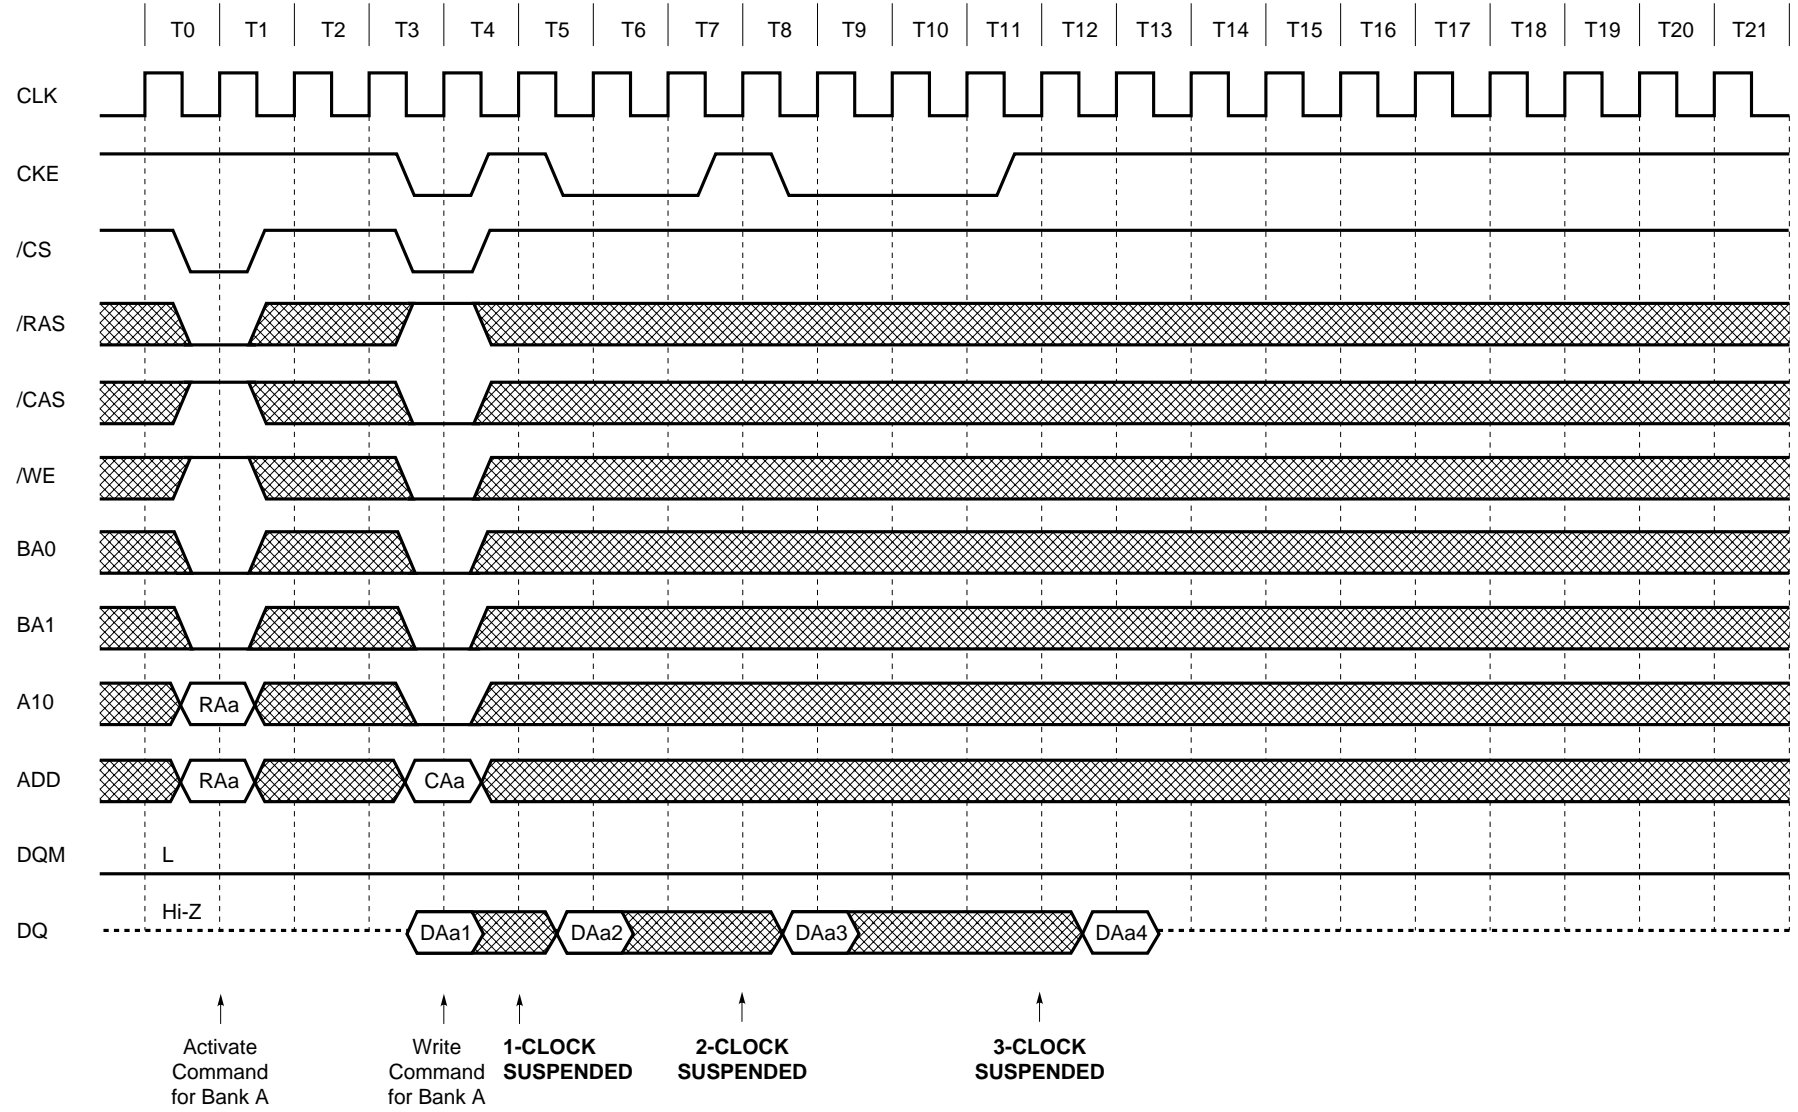 T0 T1 T2 T3 T4 T5 T6 T7 T8 T9 T10 T11 T12 T13 T14 T15 T16 T17 T18 T19 T20 T21
CLK
CKE
/CS
/RAS
/CAS
/WE
BA0
BA1
A10 RAa
ADD RAa CAa
DQM L
Hi-Z
DQ DAa1 DAa2 DAa3 DAa4
Activate
Command
for Bank A
Write
Command
for Bank A
1-CLOCK
SUSPENDED
2-CLOCK
SUSPENDED
3-CLOCK
SUSPENDED